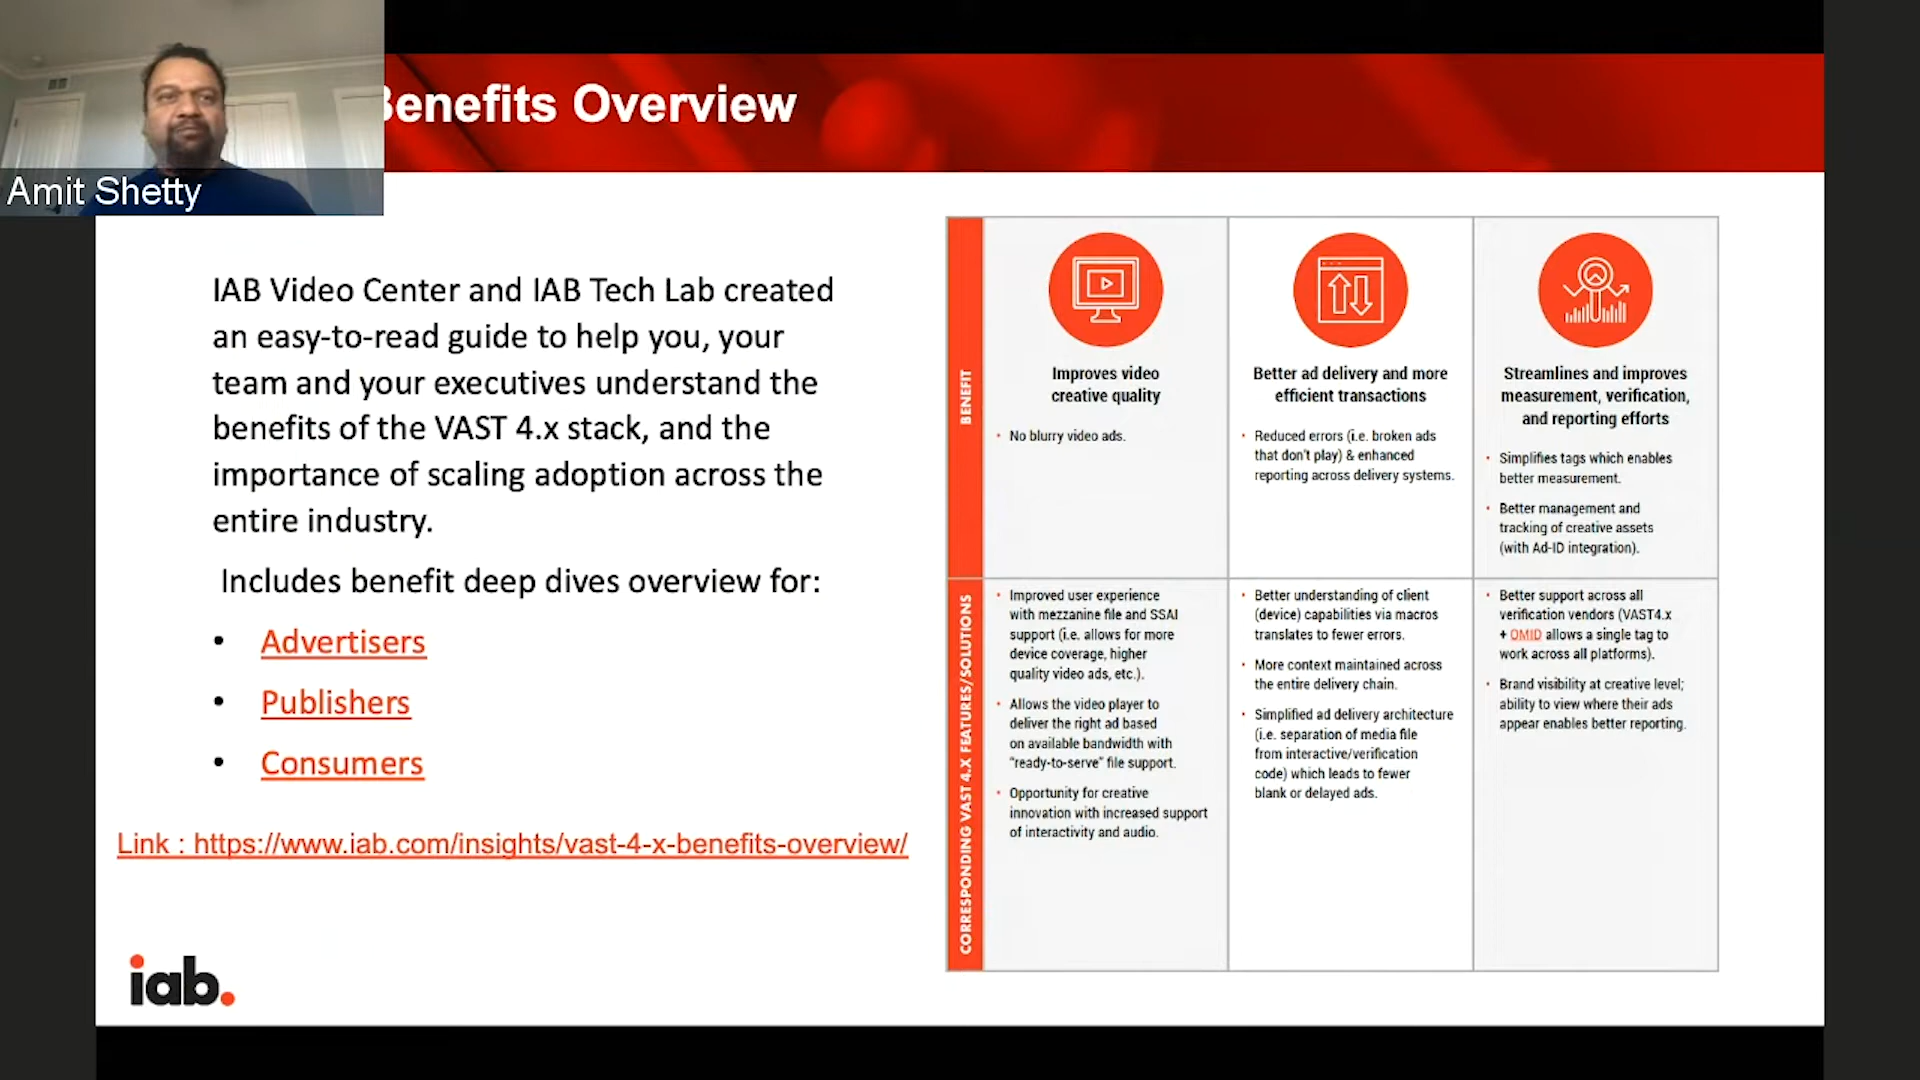 Benefits Overview
Amit Shetty
IAB Video Center and IAB Tech Lab created
an easy-to-read guide to help you, your
team and your executives understand the
benefits of the VAST 4.x stack, and the
importance of scaling adoption across the
entire industry.
Includes benefit deep dives overview for:
• Advertisers
• Publishers
• Consumers
Link : https://www.iab.com/insights/vast-4-x-benefits-overview/
iab.
BENEFIT
Improves video
creative quality
• No blurry video ads.
Better ad delivery and more
efficient transactions
• Reduced errors (i.e. broken ads
that don't play) & enhanced
reporting across delivery systems.
Streamlines and improves
measurement, verification,
and reporting efforts
• Simplifies tags which enables
better measurement.
• Better management and
tracking of creative assets
(with Ad-ID integration).
CORRESPONDING VAST 4.X FEATURES/SOLUTIONS
• Improved user experience
with mezzanine file and SSAI
support (i.e. allows for more
device coverage, higher
quality video ads, etc.).
• Allows the video player to
deliver the right ad based
on available bandwidth with
“ready-to-serve” file support.
• Opportunity for creative
innovation with increased support
of interactivity and audio.
• Better understanding of client
(device) capabilities via macros
translates to fewer errors.
• More context maintained across
the entire delivery chain.
• Simplified ad delivery architecture
(i.e. separation of media file
from interactive/verification
code) which leads to fewer
blank or delayed ads.
• Better support across all
verification vendors (VAST4.x
+ OMID allows a single tag to
work across all platforms).
• Brand visibility at creative level;
ability to view where their ads
appear enables better reporting.